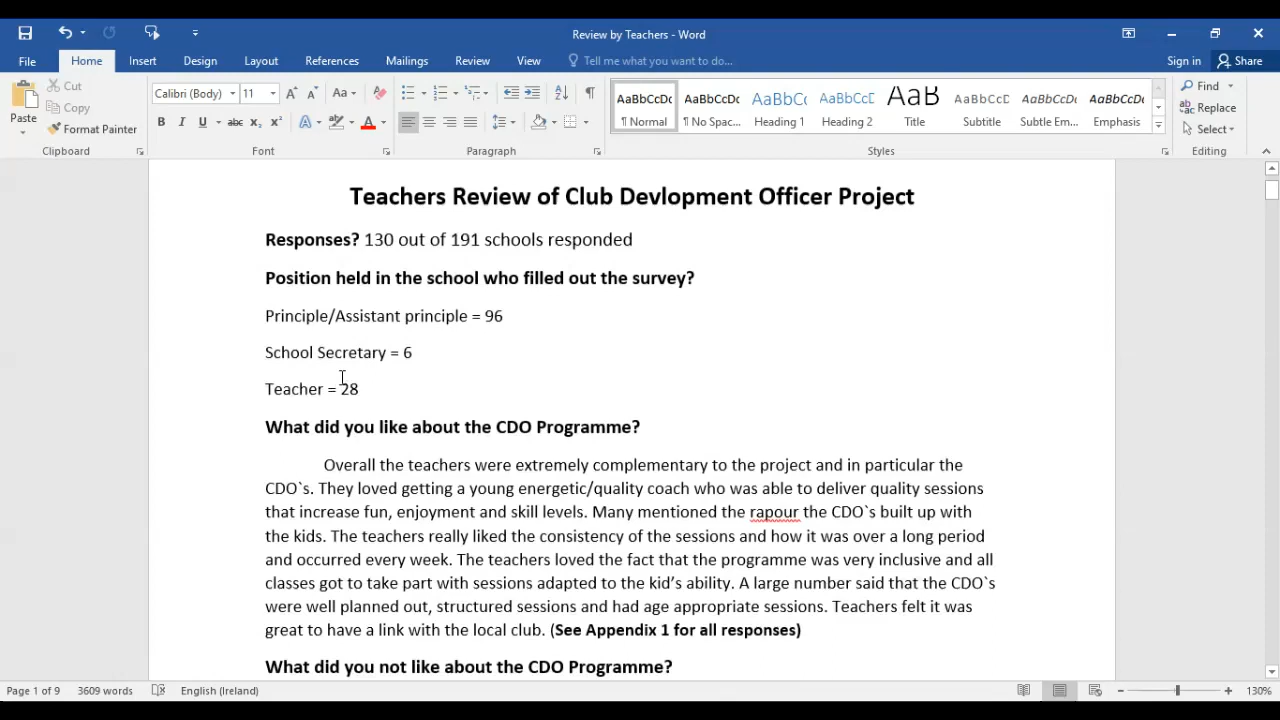 Review by Teachers - Word
File Home Insert Design Layout References Mailings Review View Tell me what you want to do... Sign in Share
Paste Cut Copy Format Painter
Calibri (Body) 11 Aa
B I U abc X₂ X² A A
AaBbCcDc AaBbCcDc AaBbCc AaBbCcD AaB AaBbCcD AaBbCcDc AaBbCcDc
¶ Normal ¶ No Spac... Heading 1 Heading 2 Title Subtitle Subtle Em... Emphasis
Find
Replace
Select
Clipboard Font Paragraph Styles Editing
Teachers Review of Club Devlopment Officer Project
Responses? 130 out of 191 schools responded
Position held in the school who filled out the survey?
Principle/Assistant principle = 96
School Secretary = 6
Teacher = 28
What did you like about the CDO Programme?
Overall the teachers were extremely complementary to the project and in particular the
CDO`s. They loved getting a young energetic/quality coach who was able to deliver quality sessions
that increase fun, enjoyment and skill levels. Many mentioned the rapour the CDO`s built up with
the kids. The teachers really liked the consistency of the sessions and how it was over a long period
and occurred every week. The teachers loved the fact that the programme was very inclusive and all
classes got to take part with sessions adapted to the kid’s ability. A large number said that the CDO`s
were well planned out, structured sessions and had age appropriate sessions. Teachers felt it was
great to have a link with the local club. (See Appendix 1 for all responses)
What did you not like about the CDO Programme?
Page 1 of 9 3609 words English (Ireland) 130%